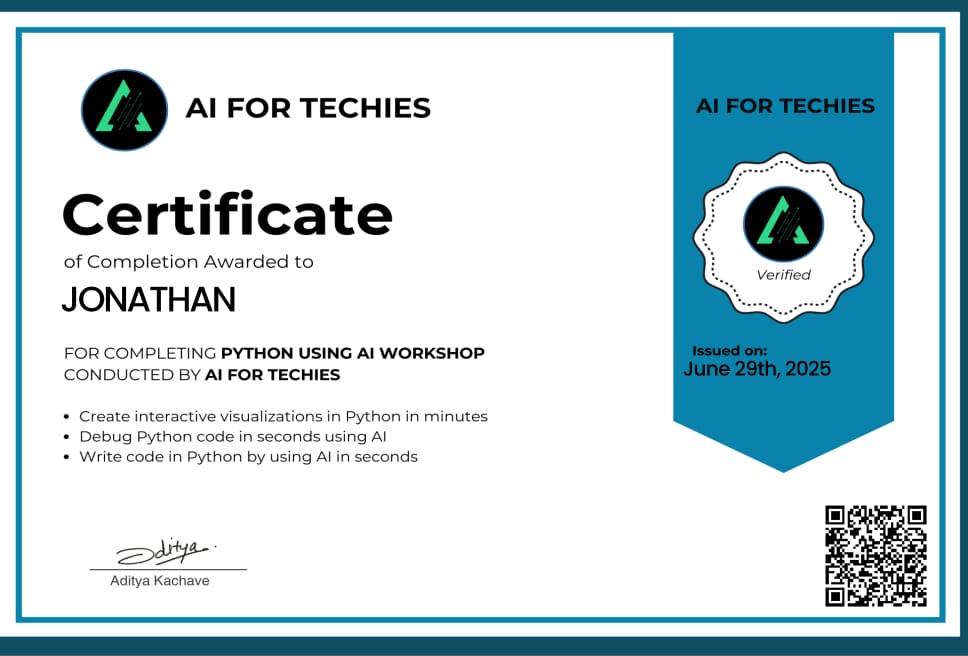 AI FOR TECHIES
Certificate
of Completion Awarded to
JONATHAN
FOR COMPLETING PYTHON USING AI WORKSHOP
CONDUCTED BY AI FOR TECHIES
• Create interactive visualizations in Python in minutes
• Debug Python code in seconds using AI
• Write code in Python by using AI in seconds
Aditya
Aditya Kachave
AI FOR TECHIES
Verified
Issued on:
June 29th, 2025